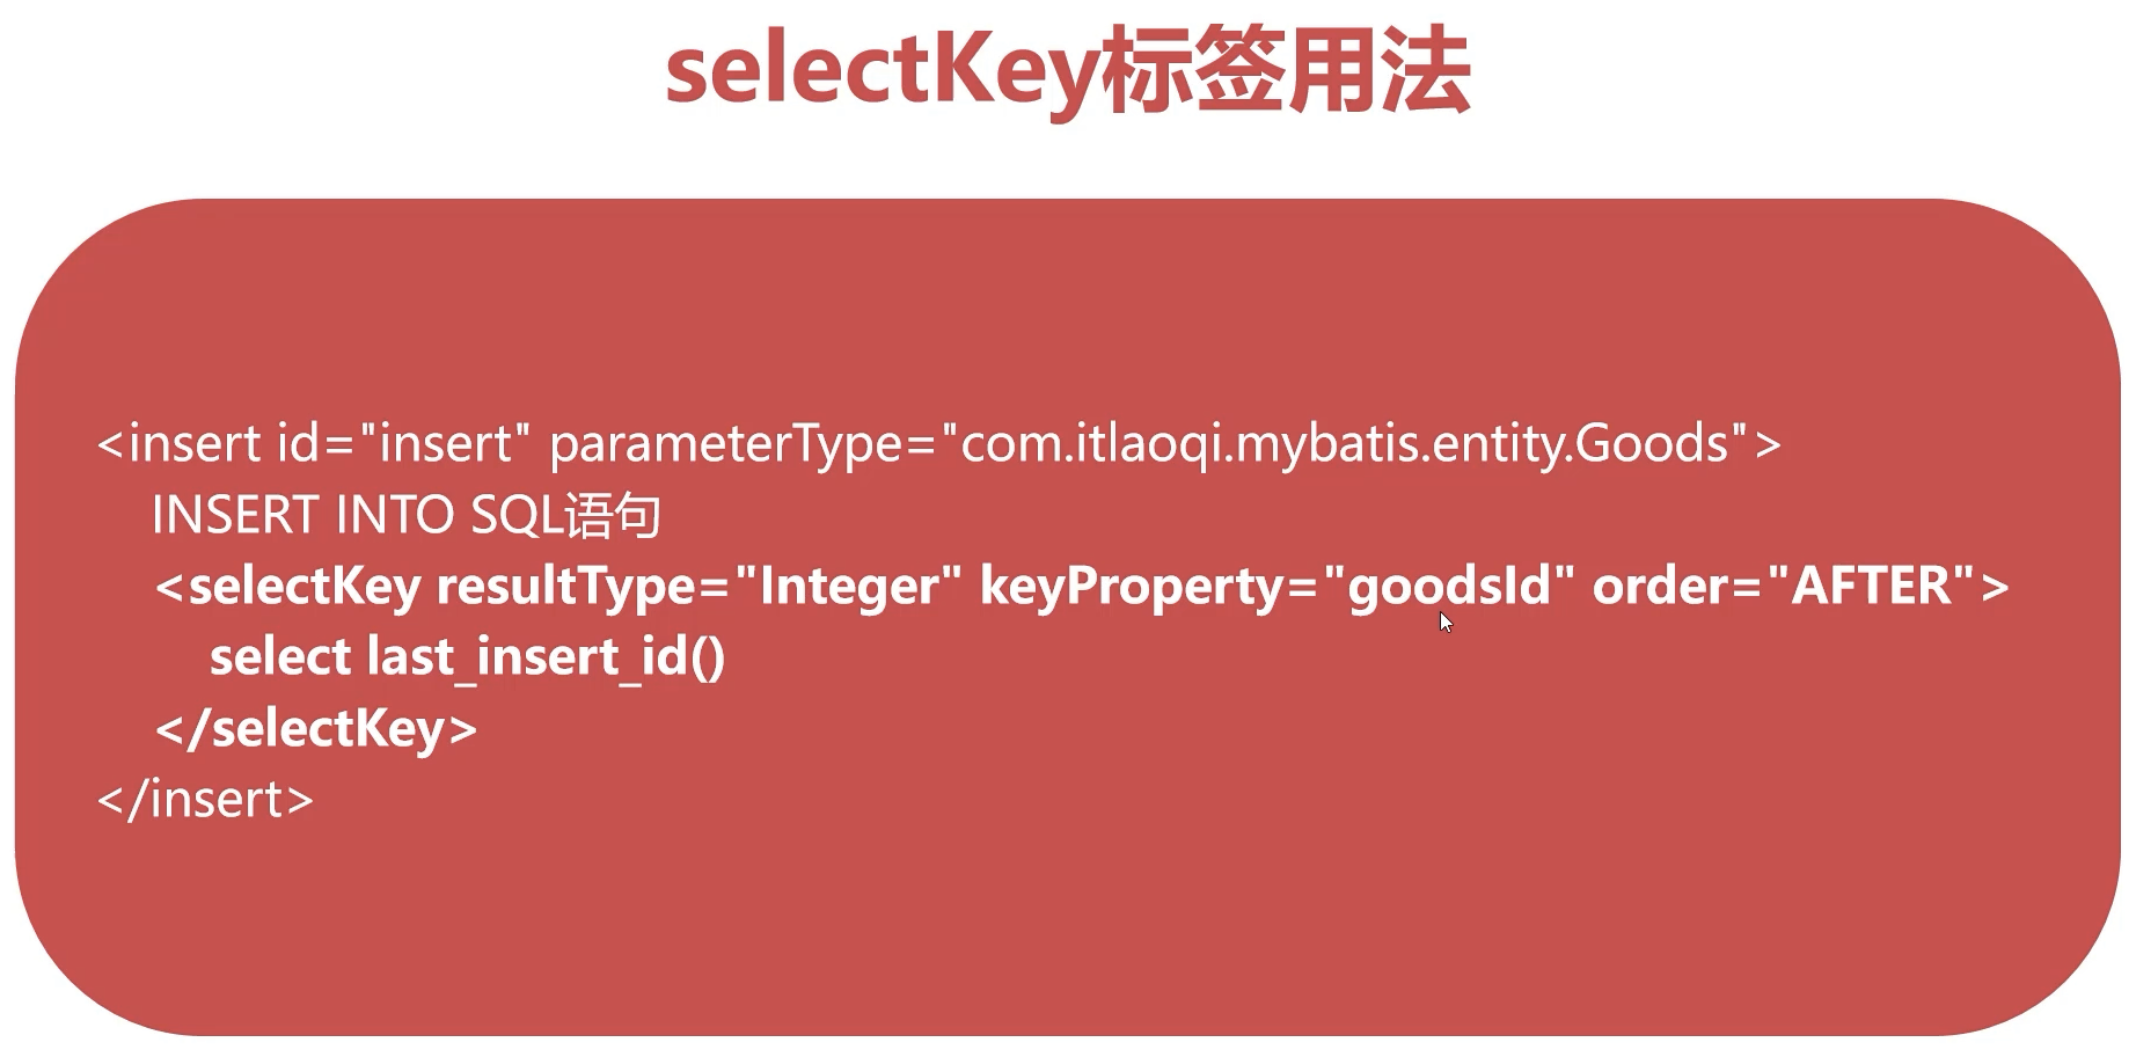 selectKey标签用法
<insert id="insert" parameterType="com.itlaoqi.mybatis.entity.Goods">
INSERT INTO SQL语句
<selectKey resultType="Integer" keyProperty="goodsId" order="AFTER">
select last_insert_id()
</selectKey>
</insert>